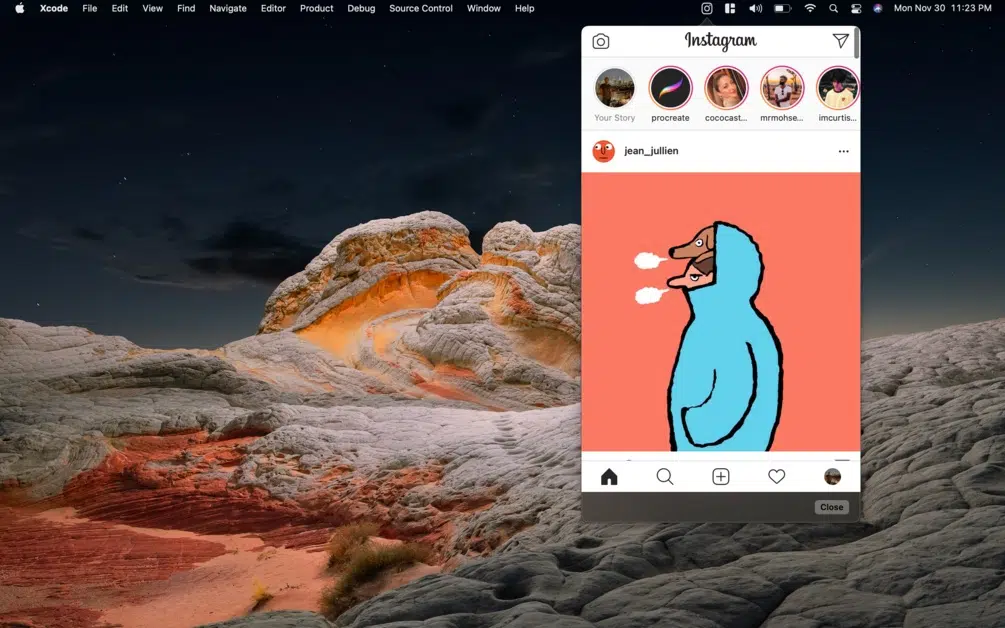 Xcode File Edit View Find Navigate Editor Product Debug Source Control Window Help Mon Nov 30 11:23 PM
Instagram
Your Story procreate cococast... mrmohse... imcurtis...
jean_jullien
Close